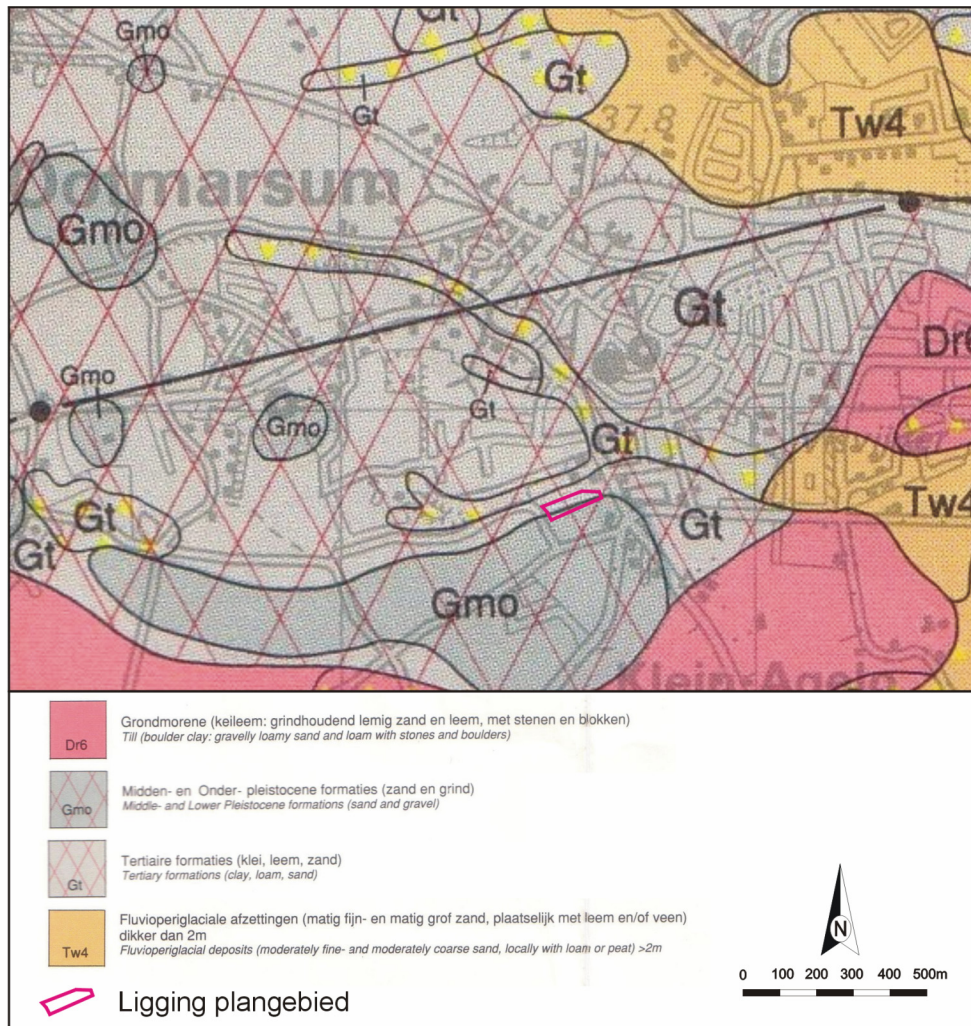 Gmo
Gt
Gt
Gt
37.8
Tw4
Ootmarsum
Gmo
Gt
Dr6
Gmo
Gmo
Gt
Gt
Gt
Gt
Gt
Tw4
Gmo
Klein-Agelo
Dr6
Grondmorene (keileem: grindhoudend lemig zand en leem, met stenen en blokken)
Till (boulder clay: gravelly loamy sand and loam with stones and boulders)
Gmo
Midden- en Onder- pleistocene formaties (zand en grind)
Middle- and Lower Pleistocene formations (sand and gravel)
Gt
Tertiaire formaties (klei, leem, zand)
Tertiary formations (clay, loam, sand)
Tw4
Fluvioperiglaciale afzettingen (matig fijn- en matig grof zand, plaatselijk met leem en/of veen)
dikker dan 2m
Fluvioperiglacial deposits (moderately fine- and moderately coarse sand, locally with loam or peat) >2m
N
0 100 200 300 400 500m
Ligging plangebied